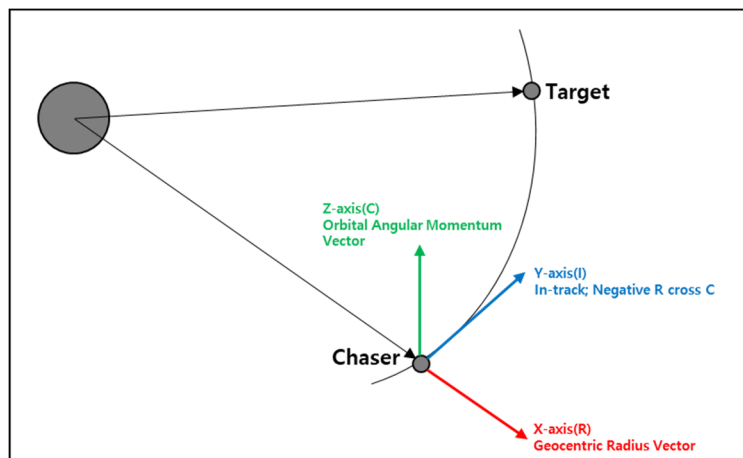 Target
Z-axis(C)
Orbital Angular Momentum
Vector
Y-axis(I)
In-track; Negative R cross C
Chaser
X-axis(R)
Geocentric Radius Vector